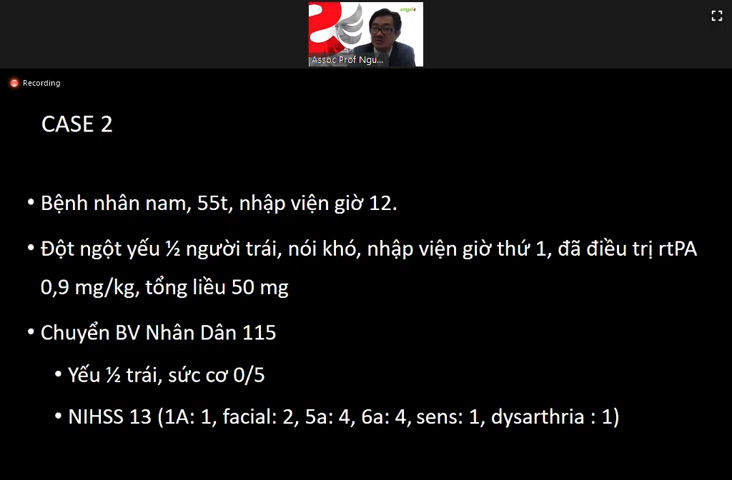 angels
Assoc Prof Ngu...
Recording
CASE 2
• Bệnh nhân nam, 55t, nhập viện giờ 12.
• Đột ngột yếu ½ người trái, nói khó, nhập viện giờ thứ 1, đã điều trị rtPA
0,9 mg/kg, tổng liều 50 mg
• Chuyển BV Nhân Dân 115
• Yếu ½ trái, sức cơ 0/5
• NIHSS 13 (1A: 1, facial: 2, 5a: 4, 6a: 4, sens: 1, dysarthria : 1)